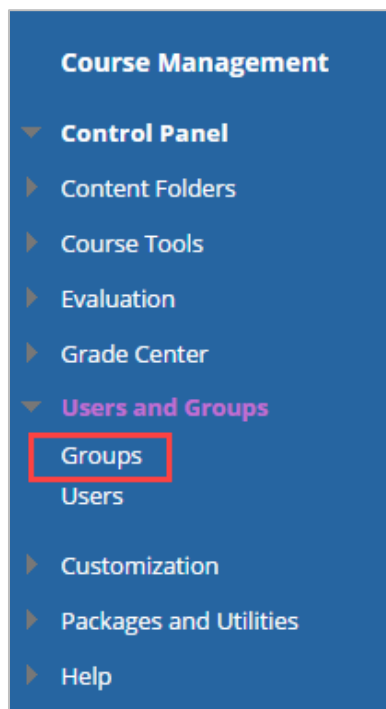 Course Management
Control Panel
Content Folders
Course Tools
Evaluation
Grade Center
Users and Groups
Groups
Users
Customization
Packages and Utilities
Help